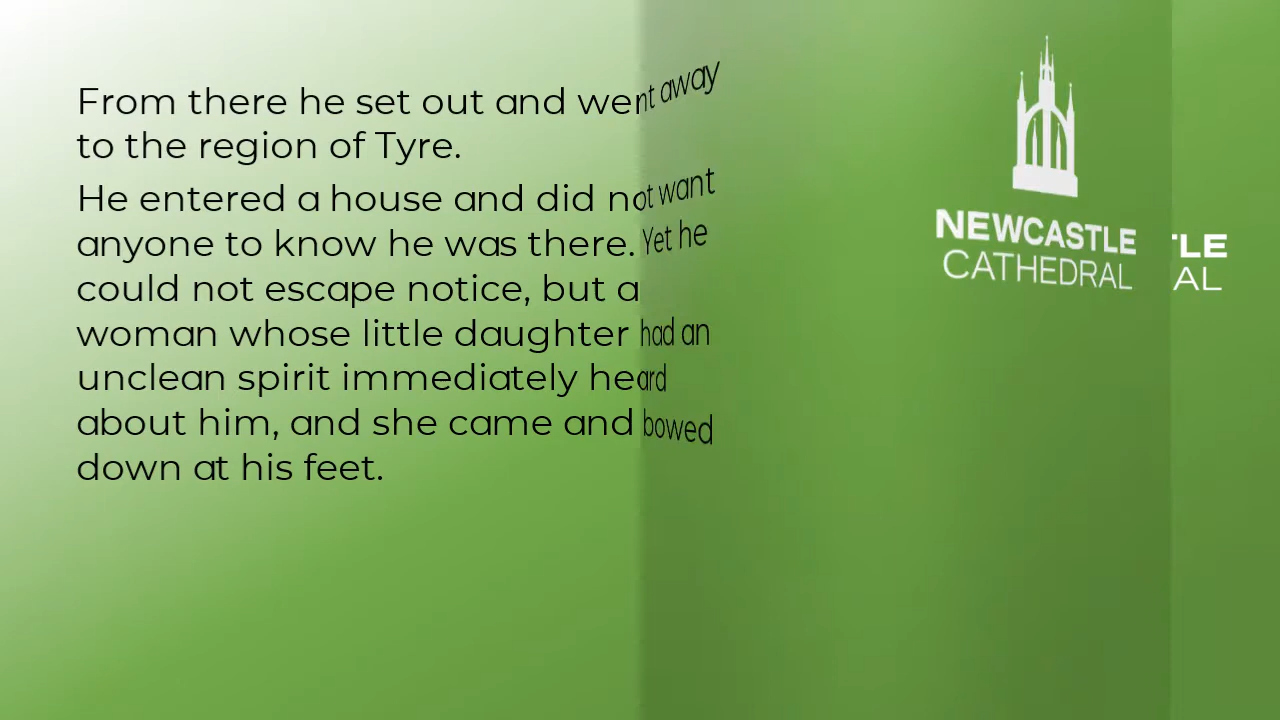 From there he set out and went away
to the region of Tyre.
He entered a house and did not want
anyone to know he was there. Yet he
could not escape notice, but a
woman whose little daughter had an
unclean spirit immediately heard
about him, and she came and bowed
down at his feet.
NEWCASTLE
CATHEDRAL
TLE
AL